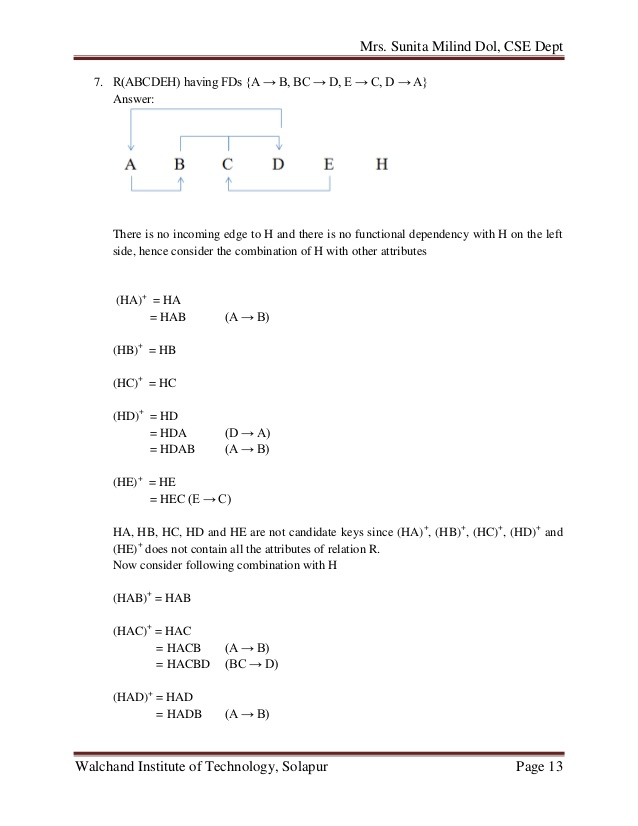 Mrs. Sunita Milind Dol, CSE Dept
7. R(ABCDEH) having FDs {A → B, BC → D, E → C, D → A}
Answer:
A B C D E H
There is no incoming edge to H and there is no functional dependency with H on the left
side, hence consider the combination of H with other attributes
(HA)⁺ = HA
= HAB (A → B)
(HB)⁺ = HB
(HC)⁺ = HC
(HD)⁺ = HD
= HDA (D → A)
= HDAB (A → B)
(HE)⁺ = HE
= HEC (E → C)
HA, HB, HC, HD and HE are not candidate keys since (HA)⁺, (HB)⁺, (HC)⁺, (HD)⁺ and
(HE)⁺ does not contain all the attributes of relation R.
Now consider following combination with H
(HAB)⁺ = HAB
(HAC)⁺ = HAC
= HACB (A → B)
= HACBD (BC → D)
(HAD)⁺ = HAD
= HADB (A → B)
Walchand Institute of Technology, Solapur Page 13